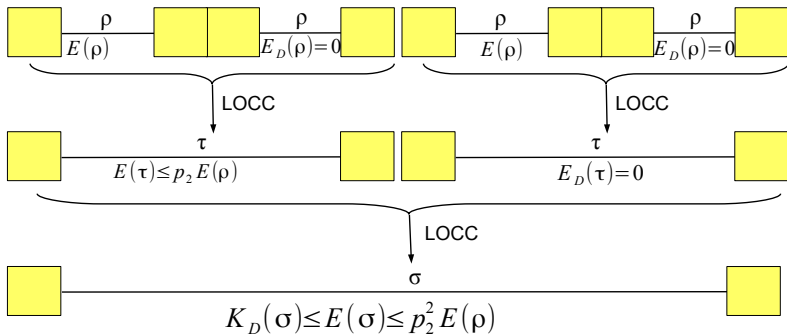 ρ ρ ρ ρ
E(ρ) E_D(ρ)=0 E(ρ) E_D(ρ)=0
LOCC LOCC
τ τ
E(τ)≤p_2 E(ρ) E_D(τ)=0
LOCC
σ
K_D(σ)≤E(σ)≤p_2^2 E(ρ)